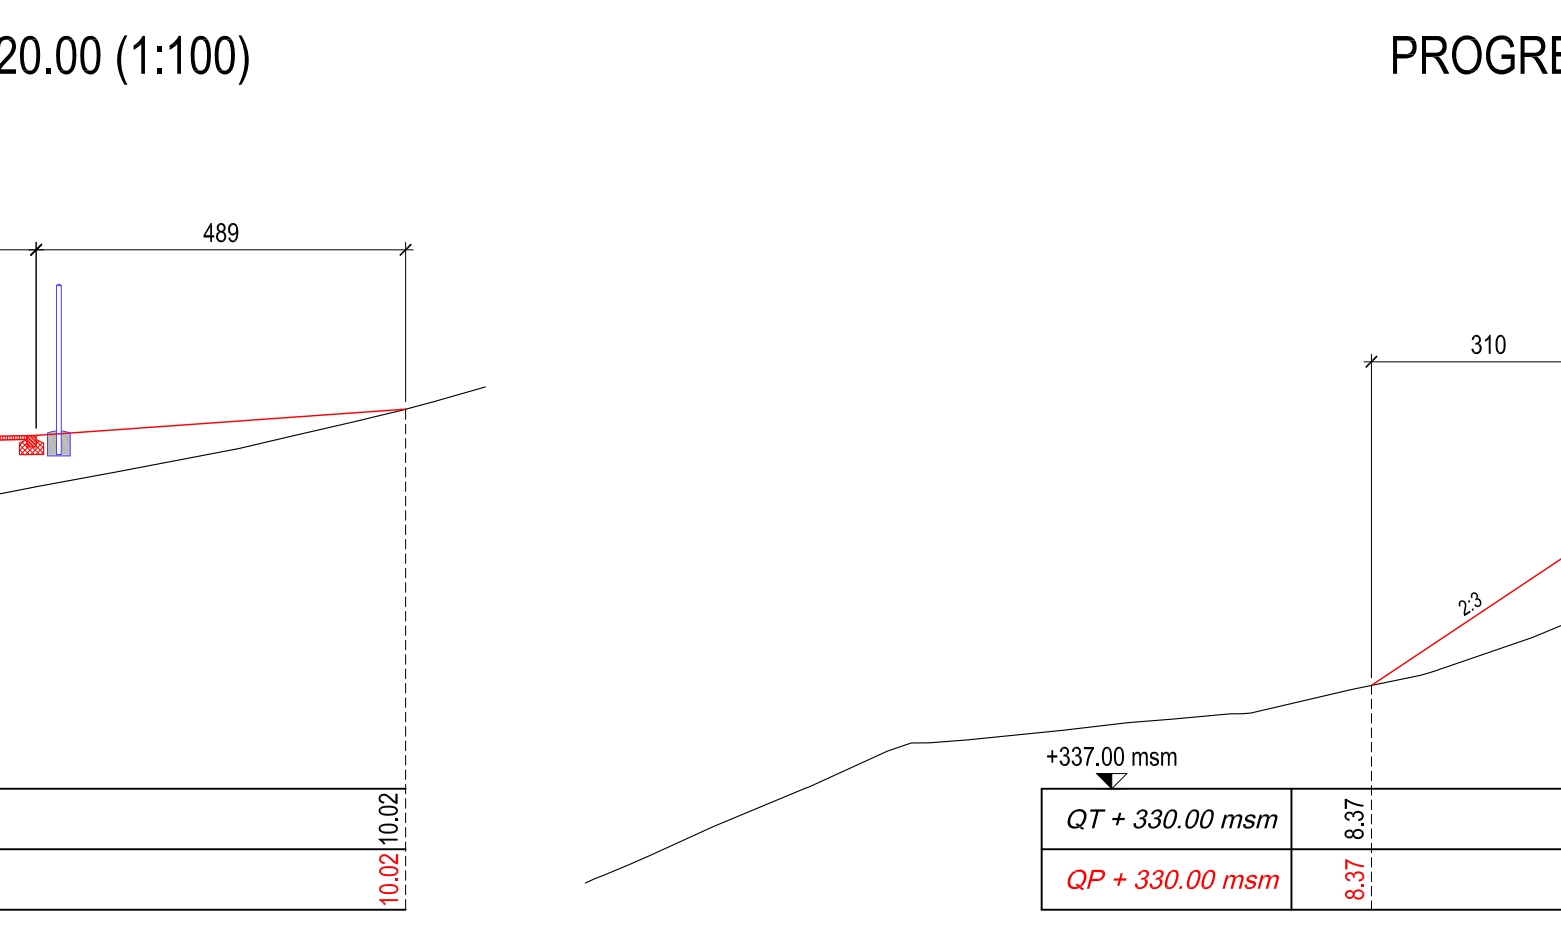 20.00 (1:100)
PROGRE
489
310
2:3
+337.00 msm
10.02
QT + 330.00 msm
8.37
10.02
QP + 330.00 msm
8.37